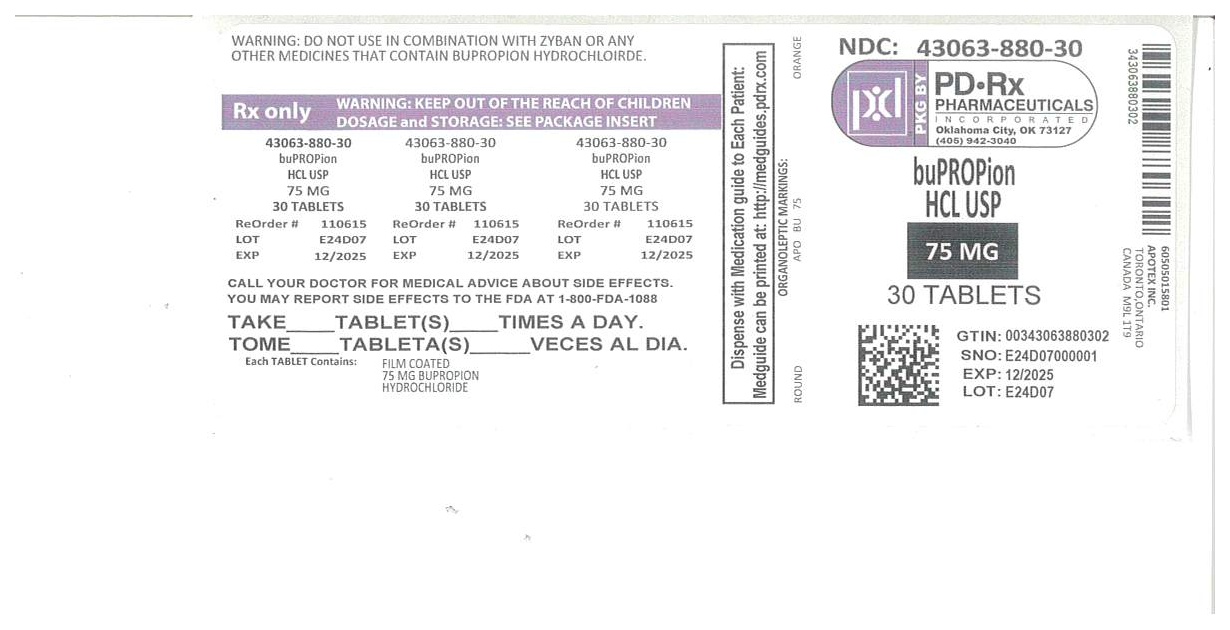 WARNING: DO NOT USE IN COMBINATION WITH ZYBAN OR ANY
OTHER MEDICINES THAT CONTAIN BUPROPION HYDROCHLOIRDE.
Rx only
WARNING: KEEP OUT OF THE REACH OF CHILDREN
DOSAGE and STORAGE: SEE PACKAGE INSERT
43063-880-30
buPROPion
HCL USP
75 MG
30 TABLETS
ReOrder # 110615
LOT E24D07
EXP 12/2025
43063-880-30
buPROPion
HCL USP
75 MG
30 TABLETS
ReOrder # 110615
LOT E24D07
EXP 12/2025
43063-880-30
buPROPion
HCL USP
75 MG
30 TABLETS
ReOrder # 110615
LOT E24D07
EXP 12/2025
CALL YOUR DOCTOR FOR MEDICAL ADVICE ABOUT SIDE EFFECTS.
YOU MAY REPORT SIDE EFFECTS TO THE FDA AT 1-800-FDA-1088
TAKE____TABLET(S)____TIMES A DAY.
TOME____TABLETA(S)_____VECES AL DIA.
Each TABLET Contains:
FILM COATED
75 MG BUPROPION
HYDROCHLORIDE
Dispense with Medication guide to Each Patient:
Medguide can be printed at: http://medguides.pdrx.com
ORGANOLEPTIC MARKINGS:
ROUND APO BU 75 ORANGE
NDC: 43063-880-30
PKG BY
PD•Rx
PHARMACEUTICALS
INCORPORATED
Oklahoma City, OK 73127
(405) 942-3040
buPROPion
HCL USP
75 MG
30 TABLETS
GTIN: 00343063880302
SNO: E24D07000001
EXP: 12/2025
LOT: E24D07
343063880302
60505015801
APOTEX INC.
TORONTO,ONTARIO
CANADA M9L 1T9